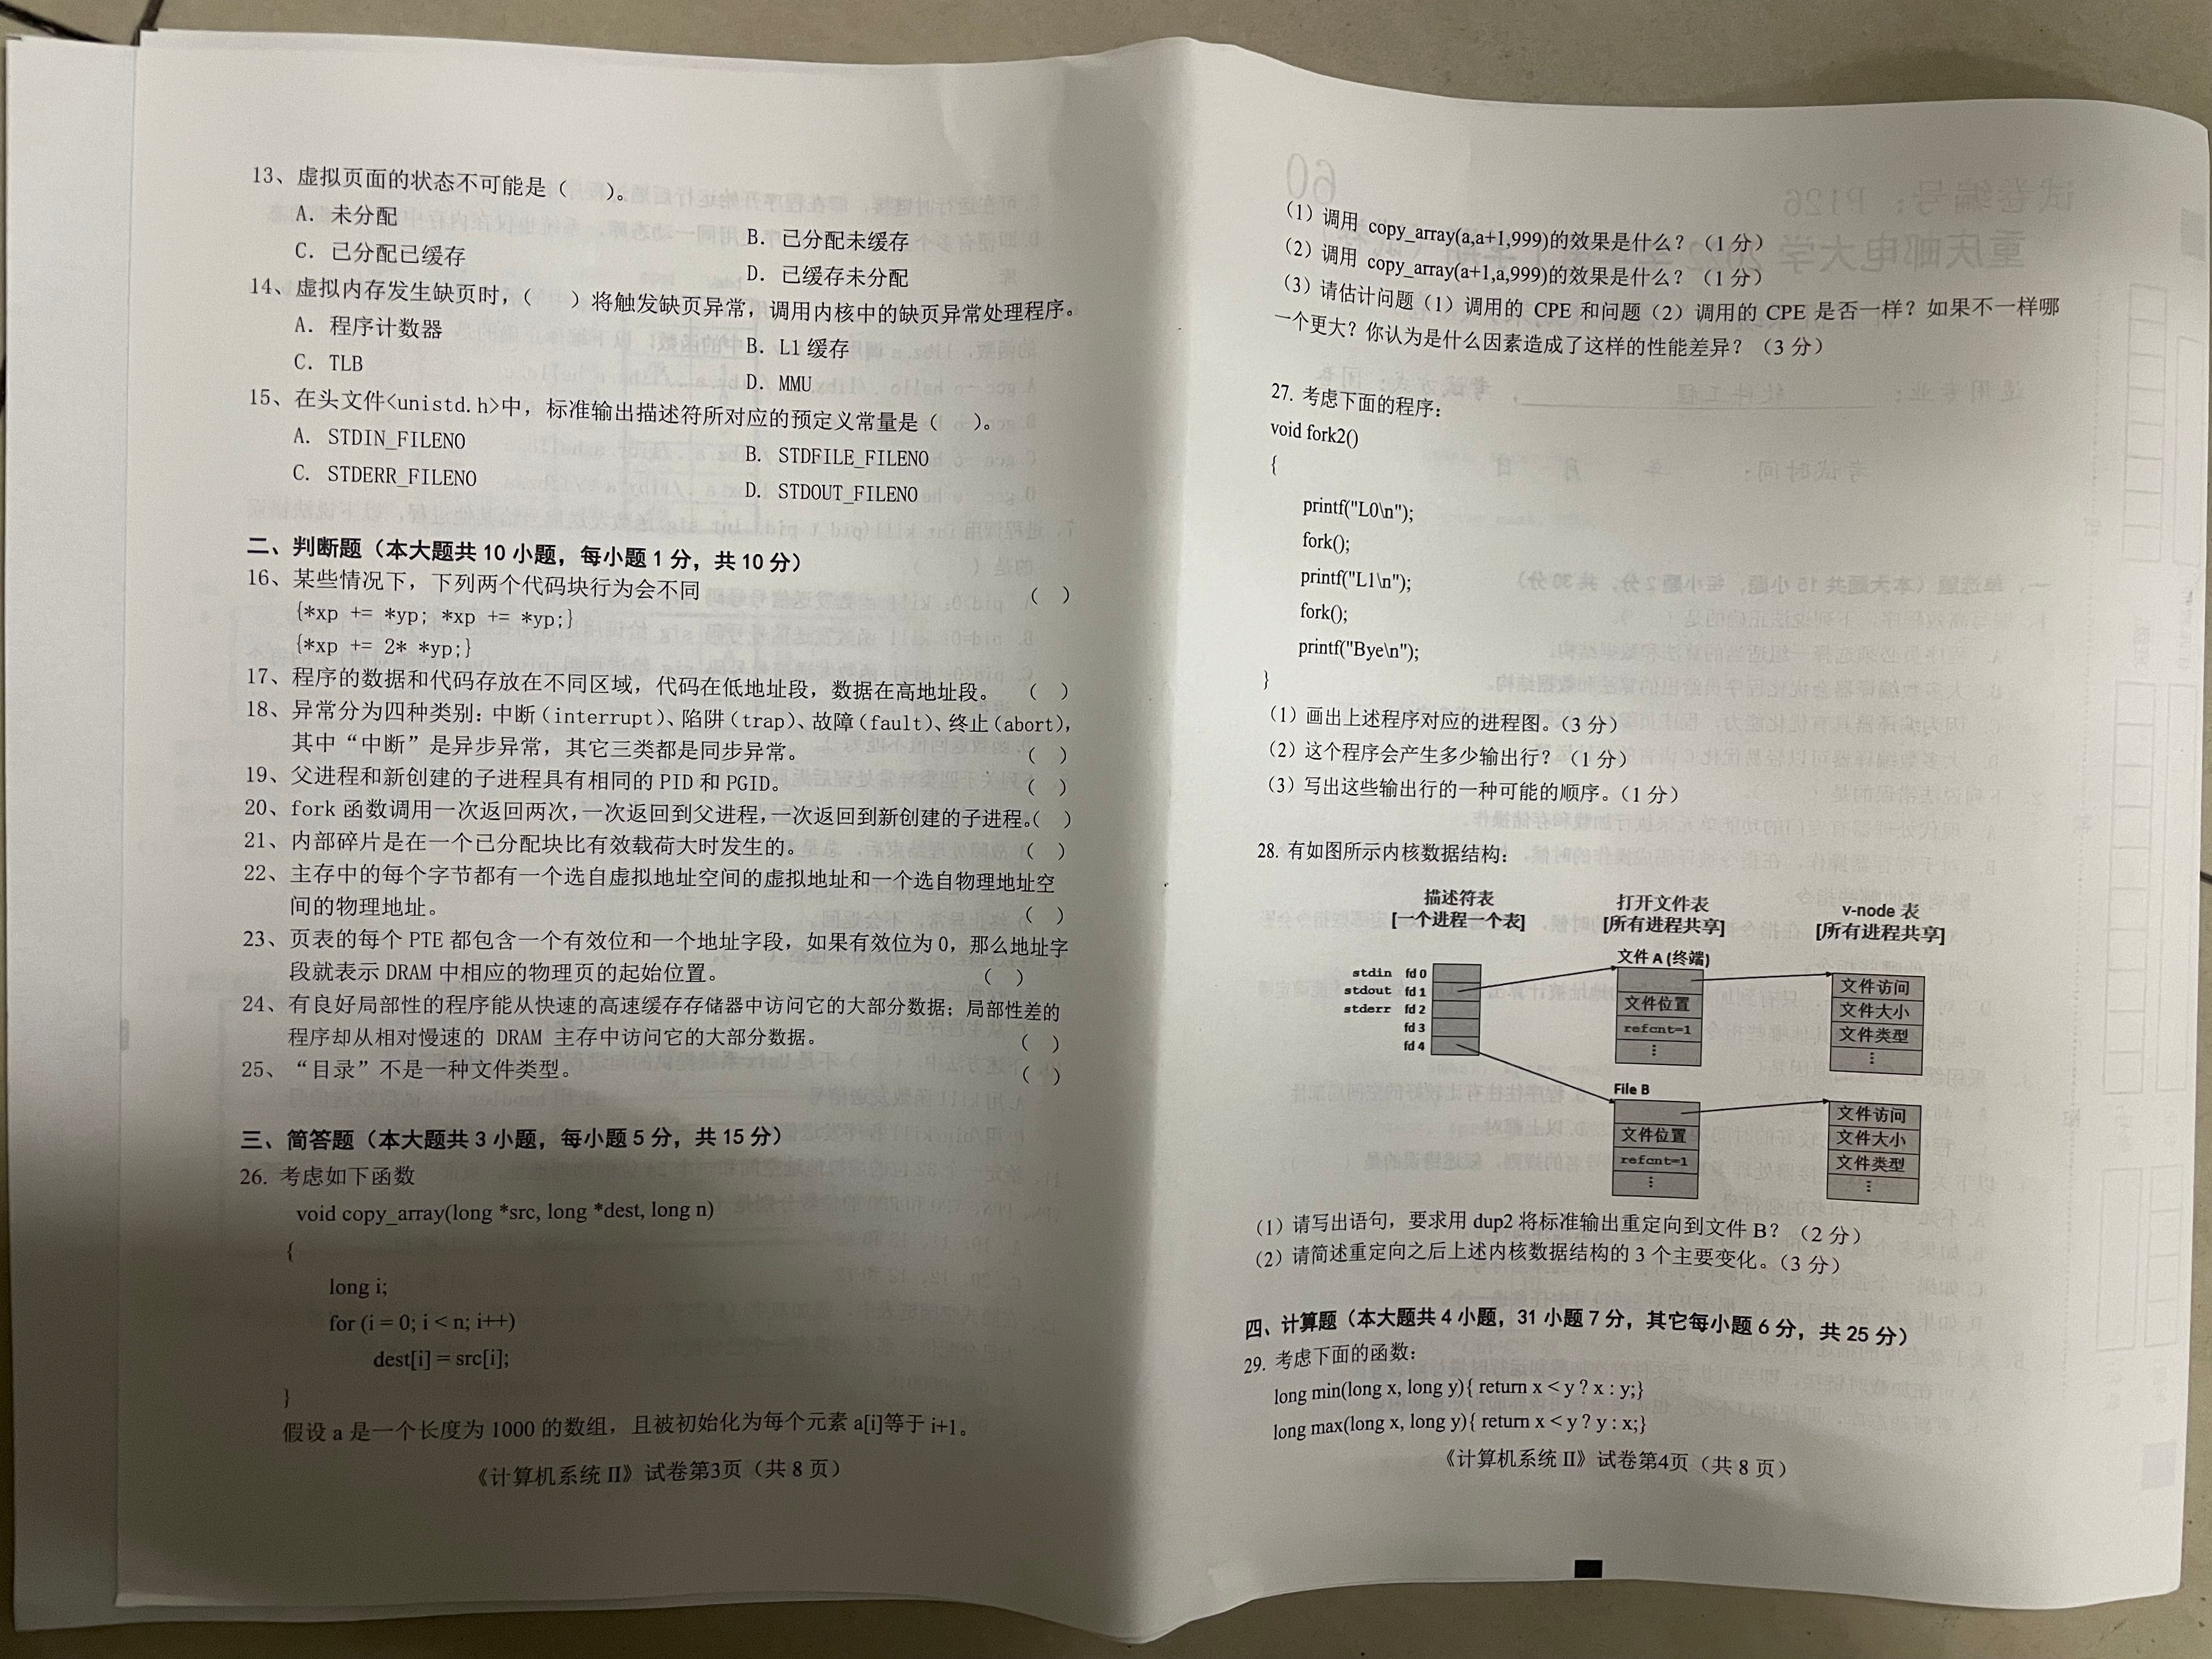 13、虚拟页面的状态不可能是（　　）。
A．未分配
B．已分配未缓存
C．已分配已缓存
D．已缓存未分配
14、虚拟内存发生缺页时，（　　）将触发缺页异常，调用内核中的缺页异常处理程序。
A．程序计数器
B．L1 缓存
C．TLB
D．MMU
15、在头文件<unistd.h>中，标准输出描述符所对应的预定义常量是（　　）。
A．STDIN_FILENO
B．STDFILE_FILENO
C．STDERR_FILENO
D．STDOUT_FILENO
二、判断题（本大题共 10 小题，每小题 1 分，共 10 分）
16、某些情况下，下列两个代码块行为会不同　（　）
{*xp += *yp; *xp += *yp;}
{*xp += 2* *yp;}
17、程序的数据和代码存放在不同区域，代码在低地址段，数据在高地址段。（　）
18、异常分为四种类别：中断(interrupt)、陷阱(trap)、故障(fault)、终止(abort)，
其中“中断”是异步异常，其它三类都是同步异常。（　）
19、父进程和新创建的子进程具有相同的 PID 和 PGID。（　）
20、fork 函数调用一次返回两次，一次返回到父进程，一次返回到新创建的子进程。（　）
21、内部碎片是在一个已分配块比有效载荷大时发生的。（　）
22、主存中的每个字节都有一个选自虚拟地址空间的虚拟地址和一个选自物理地址空
间的物理地址。（　）
23、页表的每个 PTE 都包含一个有效位和一个地址字段，如果有效位为 0，那么地址字
段就表示 DRAM 中相应的物理页的起始位置。（　）
24、有良好局部性的程序能从快速的高速缓存存储器中访问它的大部分数据；局部性差的
程序却从相对慢速的 DRAM 主存中访问它的大部分数据。（　）
25、“目录”不是一种文件类型。（　）
三、简答题（本大题共 3 小题，每小题 5 分，共 15 分）
26. 考虑如下函数
void copy_array(long *src, long *dest, long n)
{
long i;
for (i = 0; i < n; i++)
dest[i] = src[i];
}
假设 a 是一个长度为 1000 的数组，且被初始化为每个元素 a[i]等于 i+1。
《计算机系统 II》试卷第3页（共 8 页）
（1）调用 copy_array(a,a+1,999)的效果是什么？（1 分）
（2）调用 copy_array(a+1,a,999)的效果是什么？（1 分）
（3）请估计问题（1）调用的 CPE 和问题（2）调用的 CPE 是否一样？如果不一样哪
一个更大？你认为是什么因素造成了这样的性能差异？（3 分）
27. 考虑下面的程序：
void fork2()
{
printf("L0\n");
fork();
printf("L1\n");
fork();
printf("Bye\n");
}
（1）画出上述程序对应的进程图。（3 分）
（2）这个程序会产生多少输出行？（1 分）
（3）写出这些输出行的一种可能的顺序。（1 分）
28. 有如图所示内核数据结构：
描述符表
[一个进程一个表]
打开文件表
[所有进程共享]
v-node 表
[所有进程共享]
stdin fd 0
stdout fd 1
stderr fd 2
fd 3
fd 4
文件 A (终端)
文件位置
refcnt=1
⋮
文件访问
文件大小
文件类型
⋮
File B
文件位置
refcnt=1
⋮
文件访问
文件大小
文件类型
⋮
（1）请写出语句，要求用 dup2 将标准输出重定向到文件 B？（2 分）
（2）请简述重定向之后上述内核数据结构的 3 个主要变化。（3 分）
四、计算题（本大题共 4 小题，31 小题 7 分，其它每小题 6 分，共 25 分）
29. 考虑下面的函数：
long min(long x, long y){ return x < y ? x : y;}
long max(long x, long y){ return x < y ? y : x;}
《计算机系统 II》试卷第4页（共 8 页）